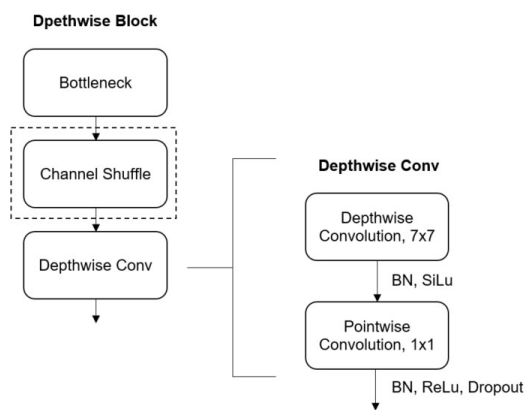 Dpethwise Block
Bottleneck
Channel Shuffle
Depthwise Conv
Depthwise Conv
Depthwise
Convolution, 7x7
BN, SiLu
Pointwise
Convolution, 1x1
BN, ReLu, Dropout